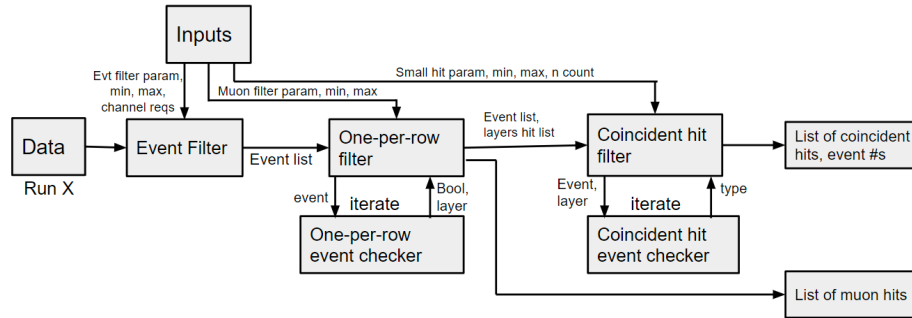 Inputs
Small hit param, min, max, n count
Evt filter param,
min, max,
channel reqs
Muon filter param, min, max
Data
Run X
Event Filter
Event list
One-per-row
filter
Event list,
layers hit list
Coincident hit
filter
List of coincident
hits, event #s
event
iterate
Bool,
layer
One-per-row
event checker
Event,
layer
iterate
type
Coincident hit
event checker
List of muon hits